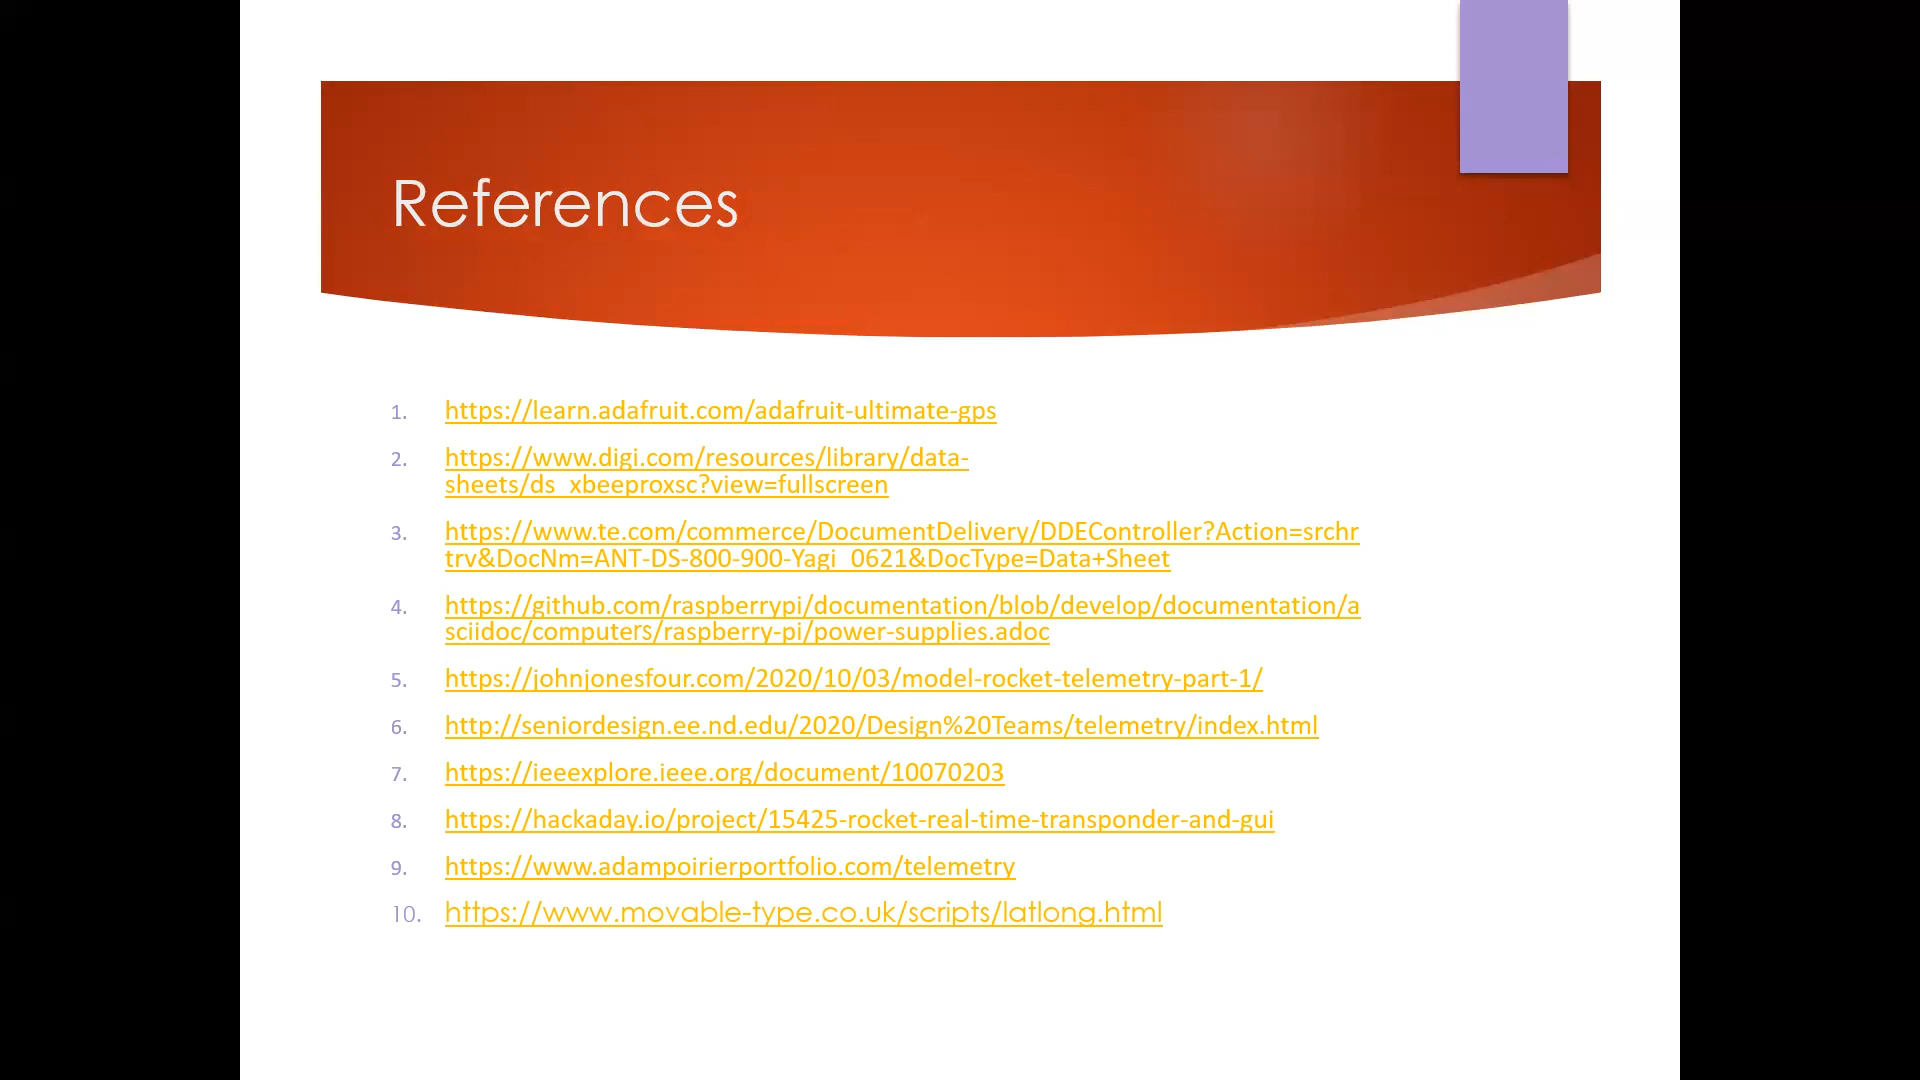 References
1. https://learn.adafruit.com/adafruit-ultimate-gps
2. https://www.digi.com/resources/library/data-
sheets/ds_xbeeproxsc?view=fullscreen
3. https://www.te.com/commerce/DocumentDelivery/DDEController?Action=srchr
trv&DocNm=ANT-DS-800-900-Yagi_0621&DocType=Data+Sheet
4. https://github.com/raspberrypi/documentation/blob/develop/documentation/a
sciidoc/computers/raspberry-pi/power-supplies.adoc
5. https://johnjonesfour.com/2020/10/03/model-rocket-telemetry-part-1/
6. http://seniordesign.ee.nd.edu/2020/Design%20Teams/telemetry/index.html
7. https://ieeexplore.ieee.org/document/10070203
8. https://hackaday.io/project/15425-rocket-real-time-transponder-and-gui
9. https://www.adampoirierportfolio.com/telemetry
10. https://www.movable-type.co.uk/scripts/latlong.html